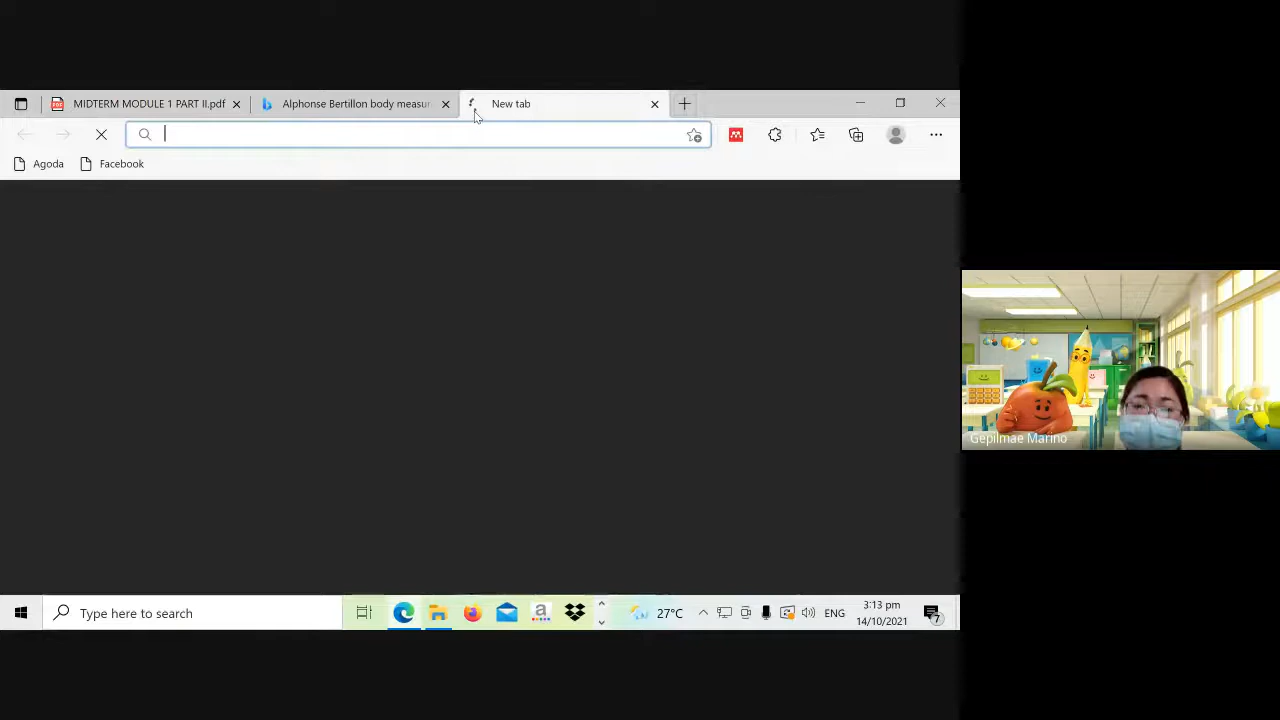 MIDTERM MODULE 1 PART II.pdf
Alphonse Bertillon body measur
New tab
Agoda
Facebook
Gepilmae Marino
Type here to search
a
27°C
ENG
3:13 pm
14/10/2021
7